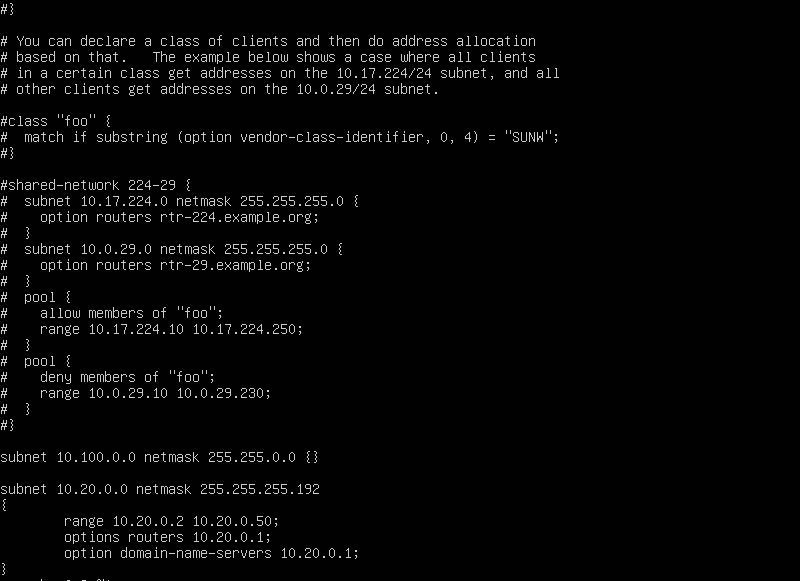 #}
# You can declare a class of clients and then do address allocation
# based on that.   The example below shows a case where all clients
# in a certain class get addresses on the 10.17.224/24 subnet, and all
# other clients get addresses on the 10.0.29/24 subnet.
#class "foo" {
#  match if substring (option vendor-class-identifier, 0, 4) = "SUNW";
#}
#shared-network 224-29 {
#  subnet 10.17.224.0 netmask 255.255.255.0 {
#    option routers rtr-224.example.org;
#  }
#  subnet 10.0.29.0 netmask 255.255.255.0 {
#    option routers rtr-29.example.org;
#  }
#  pool {
#    allow members of "foo";
#    range 10.17.224.10 10.17.224.250;
#  }
#  pool {
#    deny members of "foo";
#    range 10.0.29.10 10.0.29.230;
#  }
#}
subnet 10.100.0.0 netmask 255.255.0.0 {}
subnet 10.20.0.0 netmask 255.255.255.192
{
        range 10.20.0.2 10.20.0.50;
        options routers 10.20.0.1;
        option domain-name-servers 10.20.0.1;
}